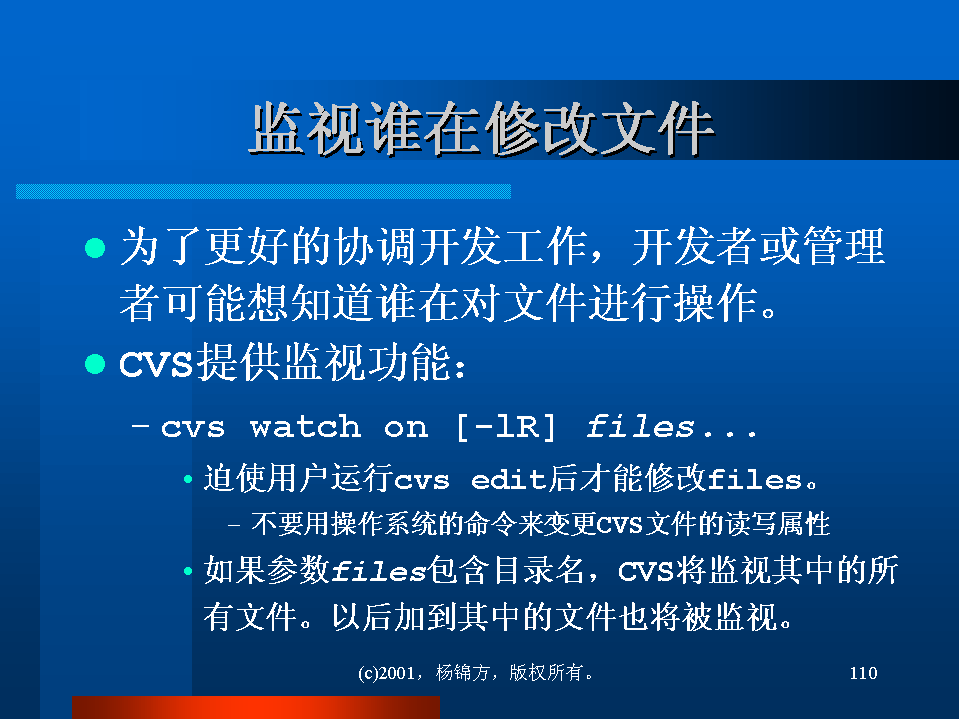 监视谁在修改文件
为了更好的协调开发工作，开发者或管理
者可能想知道谁在对文件进行操作。
CVS提供监视功能：
– cvs watch on [-lR] files...
迫使用户运行cvs edit后才能修改files。
– 不要用操作系统的命令来变更CVS文件的读写属性
如果参数files包含目录名，CVS将监视其中的所
有文件。以后加到其中的文件也将被监视。
(c)2001，杨锦方，版权所有。
110